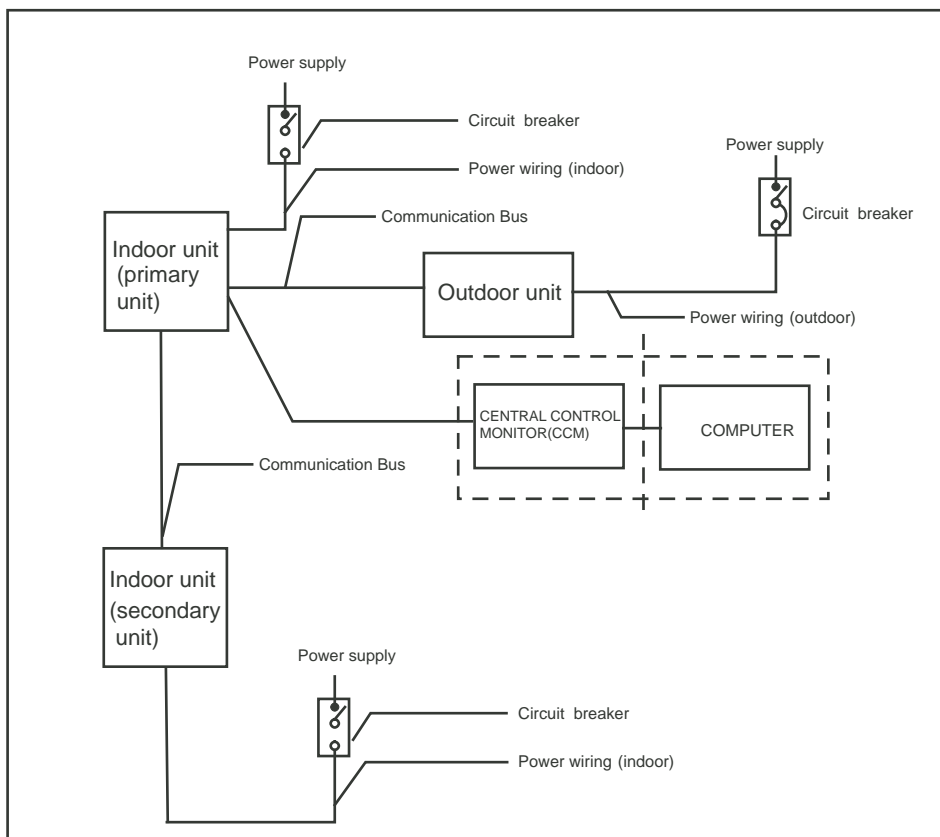 Power supply
Circuit breaker
Power wiring (indoor)
Communication Bus
Indoor unit
(primary
unit)
Outdoor unit
Power supply
Circuit breaker
Power wiring (outdoor)
CENTRAL CONTROL
MONITOR(CCM)
COMPUTER
Communication Bus
Indoor unit
(secondary
unit)
Power supply
Circuit breaker
Power wiring (indoor)